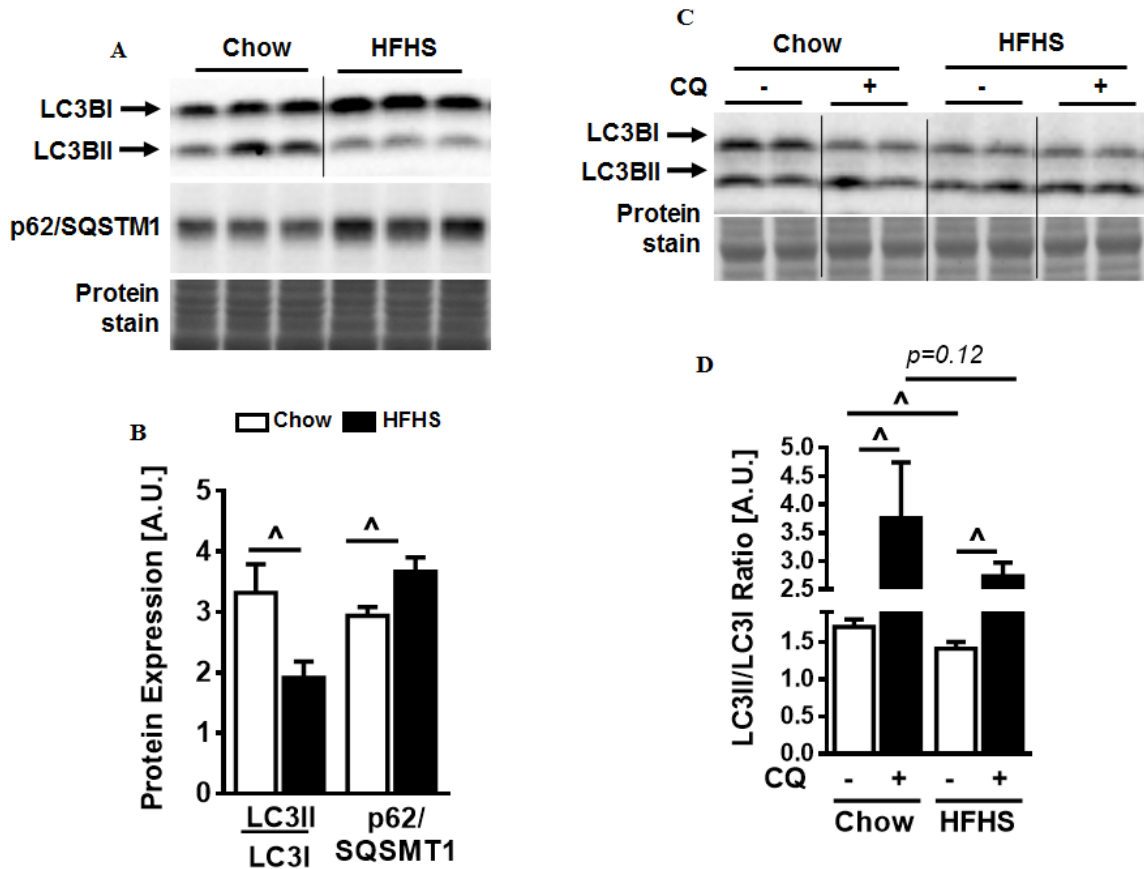 A
Chow HFHS
LC3BI
LC3BII
p62/SQSTM1
Protein
stain
B
Chow HFHS
Protein Expression [A.U.]
5
4
3
2
1
0
^ ^
LC3II
LC3I
p62/
SQSMT1
C
Chow HFHS
CQ - + - +
LC3BI
LC3BII
Protein
stain
D
p=0.12
^
^
^
LC3II/LC3I Ratio [A.U.]
5.0
4.5
4.0
3.5
3.0
2.5
1.5
1.0
0.5
0.0
CQ - + - +
Chow HFHS